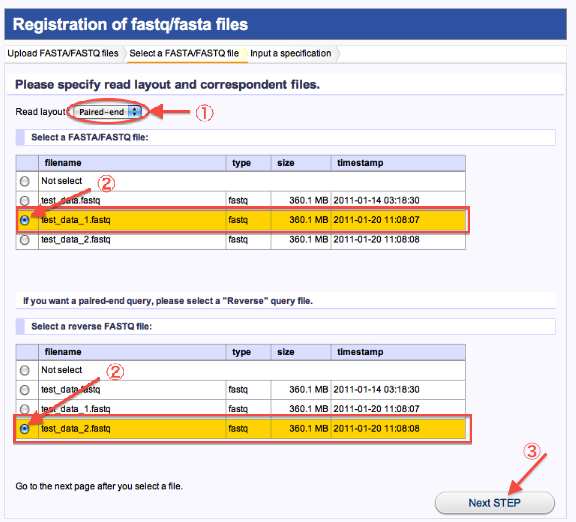 Registration of fastq/fasta files
Upload FASTA/FASTQ files Select a FASTA/FASTQ file Input a specification
Please specify read layout and correspondent files.
Read layout: Paired-end ①
Select a FASTA/FASTQ file:
filename type size timestamp
Not select ②
test_data.fastq fastq 360.1 MB 2011-01-14 03:18:30
test_data_1.fastq fastq 360.1 MB 2011-01-20 11:08:07
test_data_2.fastq fastq 360.1 MB 2011-01-20 11:08:08
If you want a paired-end query, please select a "Reverse" query file.
Select a reverse FASTQ file:
filename type size timestamp
Not select ②
test_data.fastq fastq 360.1 MB 2011-01-14 03:18:30
test_data_1.fastq fastq 360.1 MB 2011-01-20 11:08:07
test_data_2.fastq fastq 360.1 MB 2011-01-20 11:08:08
③
Go to the next page after you select a file.
Next STEP